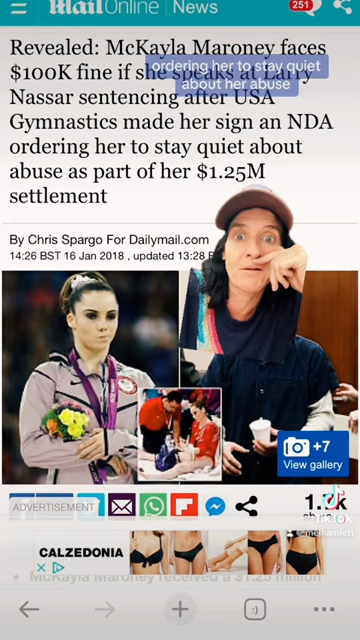 MailOnline | News
251
Revealed: McKayla Maroney faces
$100K fine if she speaks at Larry
ordering her to stay quiet
about her abuse
Nassar sentencing after USA
Gymnastics made her sign an NDA
ordering her to stay quiet about
abuse as part of her $1.25M
settlement
By Chris Spargo For Dailymail.com
14:26 BST 16 Jan 2018 , updated 13:28
+7
View gallery
ADVERTISEMENT
TikTok
@melhamlett
CALZEDONIA
McKayla Maroney received a $1.25 million